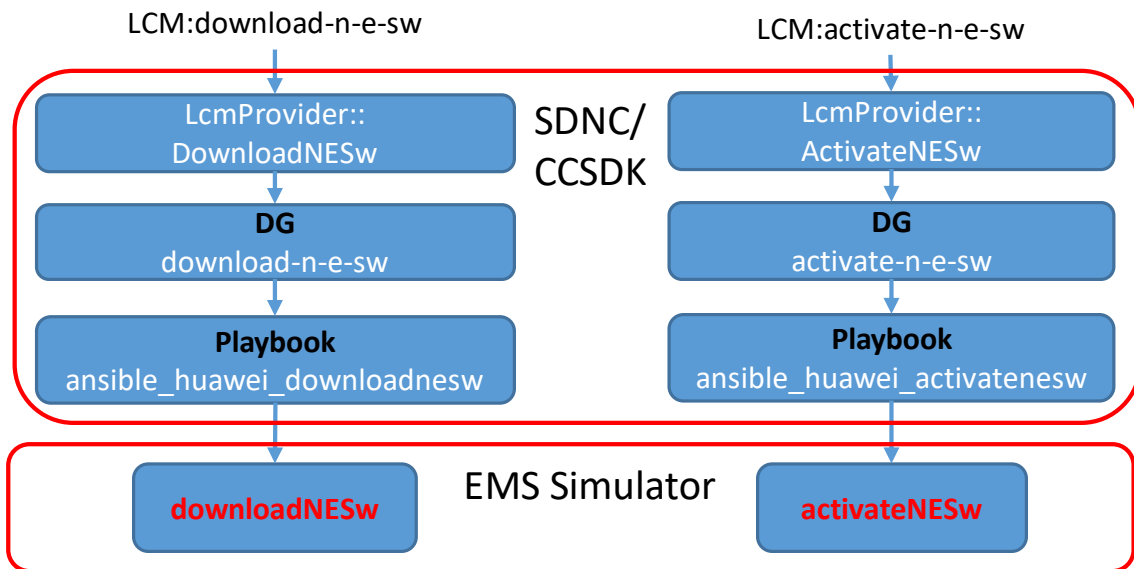 LCM:download-n-e-sw
LCM:activate-n-e-sw
LcmProvider::
DownloadNESw
SDNC/
CCSDK
LcmProvider::
ActivateNESw
DG
download-n-e-sw
DG
activate-n-e-sw
Playbook
ansible_huawei_downloadnesw
Playbook
ansible_huawei_activatenesw
EMS Simulator
downloadNESw
activateNESw